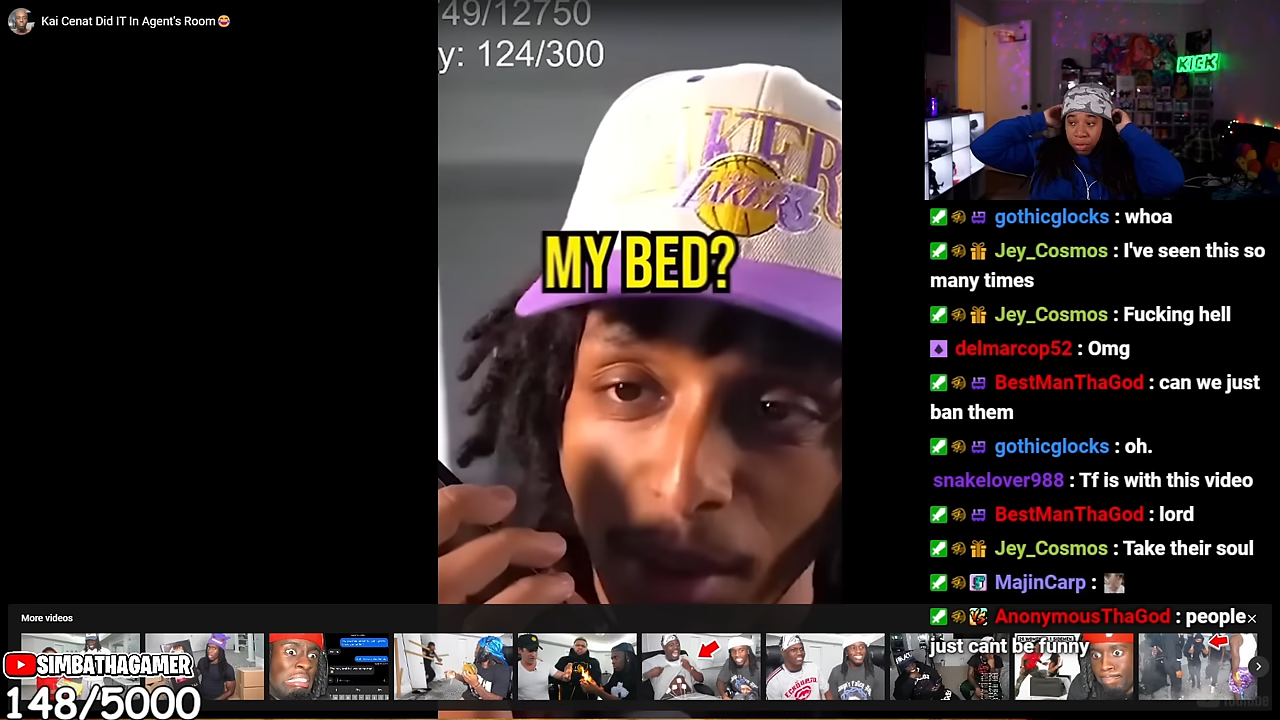 Kai Cenat Did IT In Agent's Room😂
49/12750
y: 124/300
KICK
LAKERS
MY BED?
gothicglocks : whoa
Jey_Cosmos : I've seen this so
many times
Jey_Cosmos : Fucking hell
delmarcop52 : Omg
BestManThaGod : can we just
ban them
gothicglocks : oh.
snakelover988 : Tf is with this video
BestManThaGod : lord
Jey_Cosmos : Take their soul
MajinCarp :
AnonymousThaGod : people
just cant be funny
More videos
SIMBATHAGAMER
148/5000
YouTube